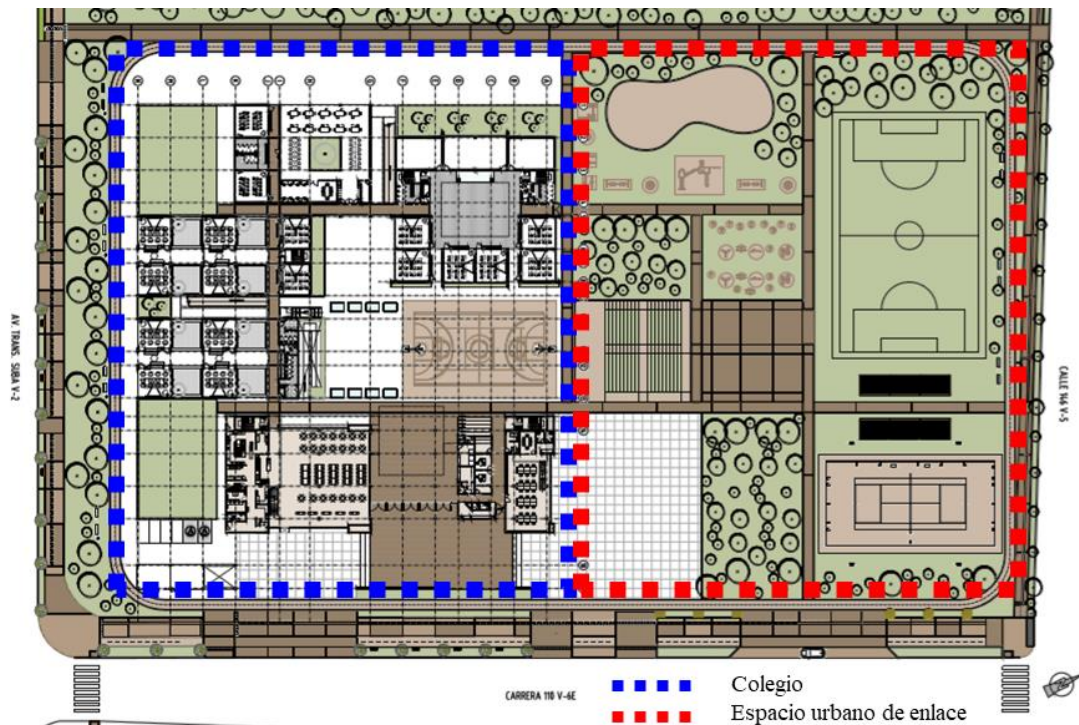 AV. TRANS. SUBA V-2
CALLE 146 V-5
CARRERA 110 V-6E
Colegio
Espacio urbano de enlace